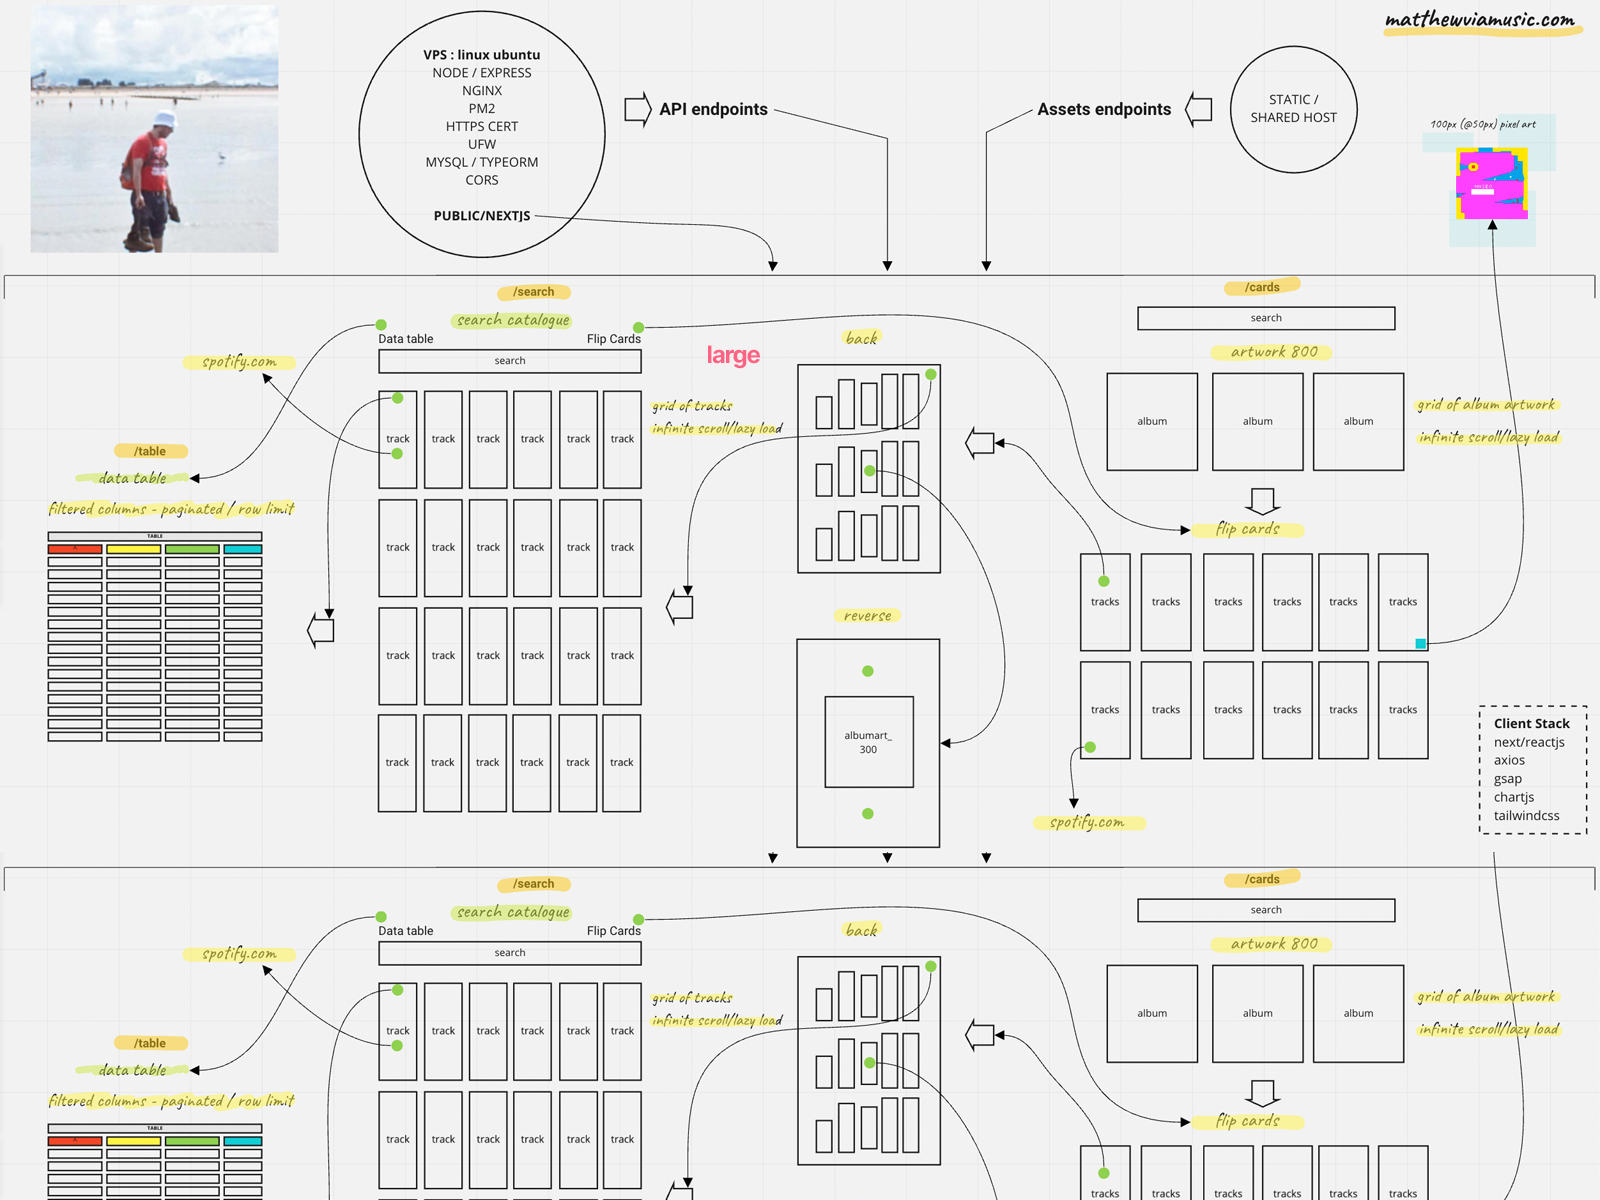 matthewviamusic.com
VPS : linux ubuntu
NODE / EXPRESS
NGINX
PM2
HTTPS CERT
UFW
MYSQL / TYPEORM
CORS
PUBLIC/NEXTJS
API endpoints
Assets endpoints
STATIC /
SHARED HOST
100px (@50px) pixel art
/search
search catalogue
Data table
Flip Cards
search
large
spotify.com
/table
data table
filtered columns - paginated / row limit
TABLE
^
track track track track track track
track track track track track track
track track track track track track
track track track track track track
grid of tracks
infinite scroll/lazy load
back
reverse
albumart_
300
/cards
search
artwork 800
album album album
grid of album artwork
infinite scroll/lazy load
flip cards
tracks tracks tracks tracks tracks tracks
tracks tracks tracks tracks tracks tracks
spotify.com
Client Stack
next/reactjs
axios
gsap
chartjs
tailwindcss
/search
search catalogue
Data table
Flip Cards
search
spotify.com
/table
data table
filtered columns - paginated / row limit
TABLE
^
track track track track track track
track track track track track track
grid of tracks
infinite scroll/lazy load
back
/cards
search
artwork 800
album album album
grid of album artwork
infinite scroll/lazy load
flip cards
tracks tracks tracks tracks tracks tracks